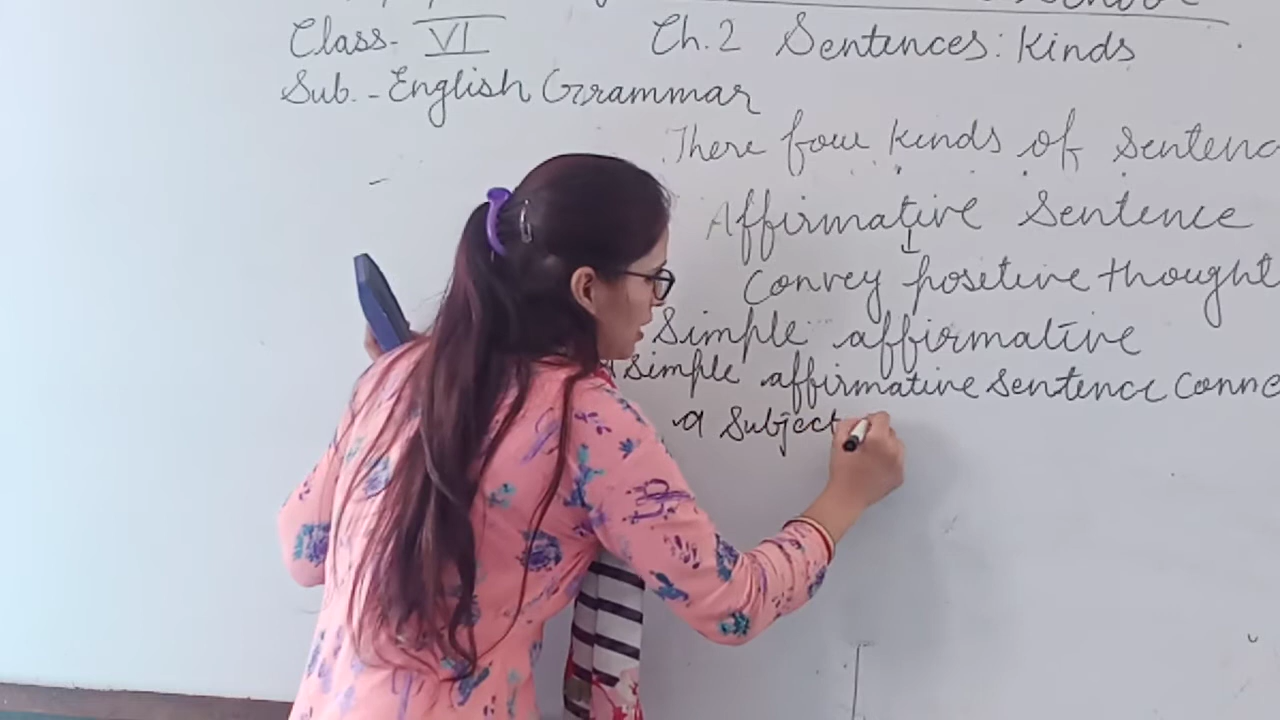 School
Class- VI
Ch.2 Sentences: Kinds
Sub. - English Grammar
There four kinds of Sentenc
Affirmative Sentence
Convey positive thought
Simple affirmative
A Simple affirmative Sentence Conne
a Subject